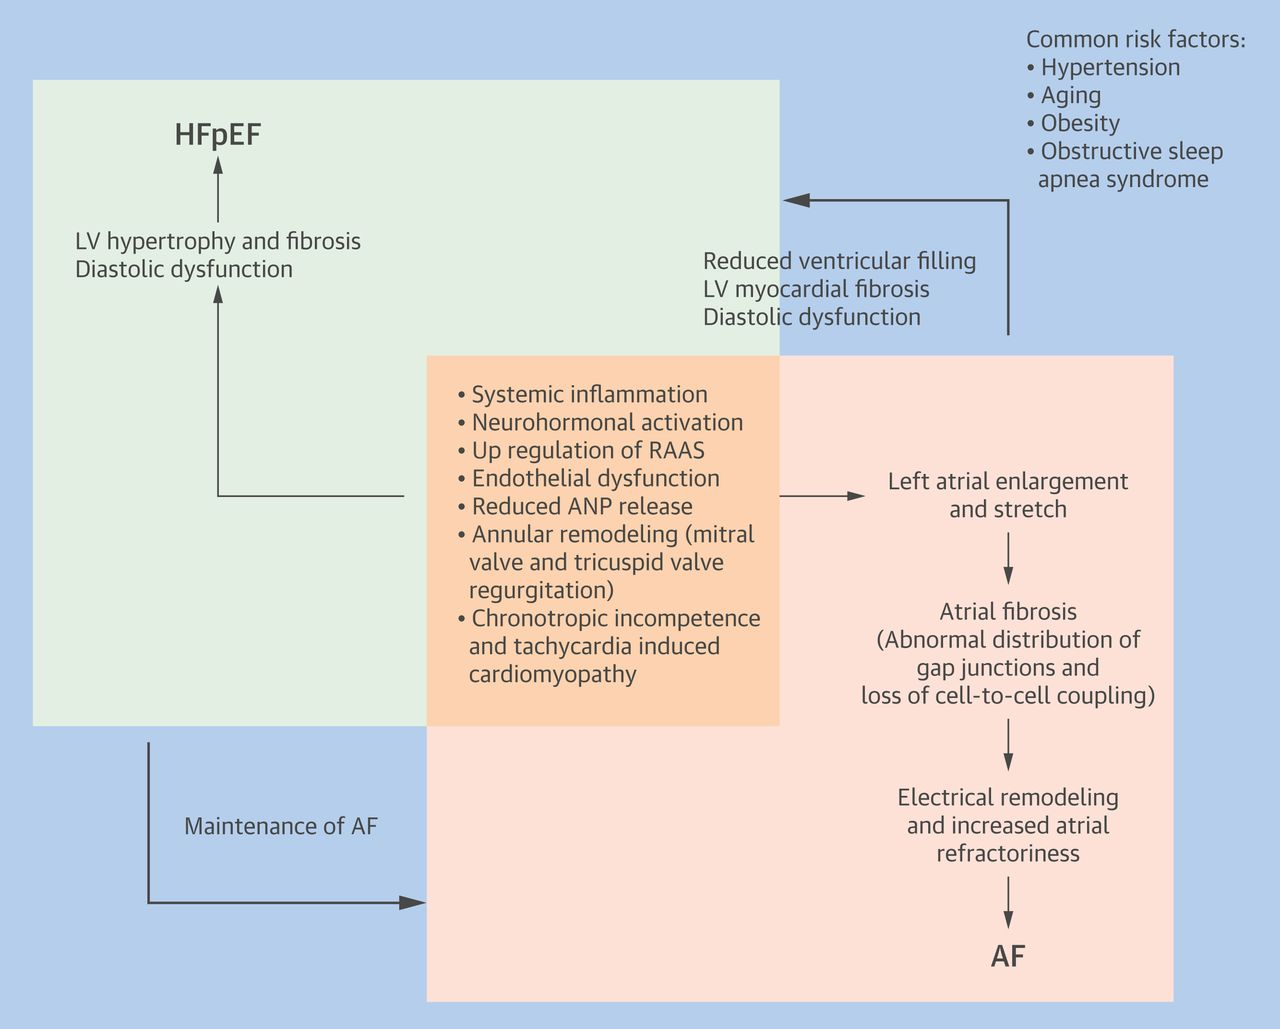 Common risk factors:
• Hypertension
• Aging
• Obesity
• Obstructive sleep
apnea syndrome
HFpEF
LV hypertrophy and fibrosis
Diastolic dysfunction
Reduced ventricular filling
LV myocardial fibrosis
Diastolic dysfunction
• Systemic inflammation
• Neurohormonal activation
• Up regulation of RAAS
• Endothelial dysfunction
• Reduced ANP release
• Annular remodeling (mitral
valve and tricuspid valve
regurgitation)
• Chronotropic incompetence
and tachycardia induced
cardiomyopathy
Left atrial enlargement
and stretch
Atrial fibrosis
(Abnormal distribution of
gap junctions and
loss of cell-to-cell coupling)
Electrical remodeling
and increased atrial
refractoriness
AF
Maintenance of AF